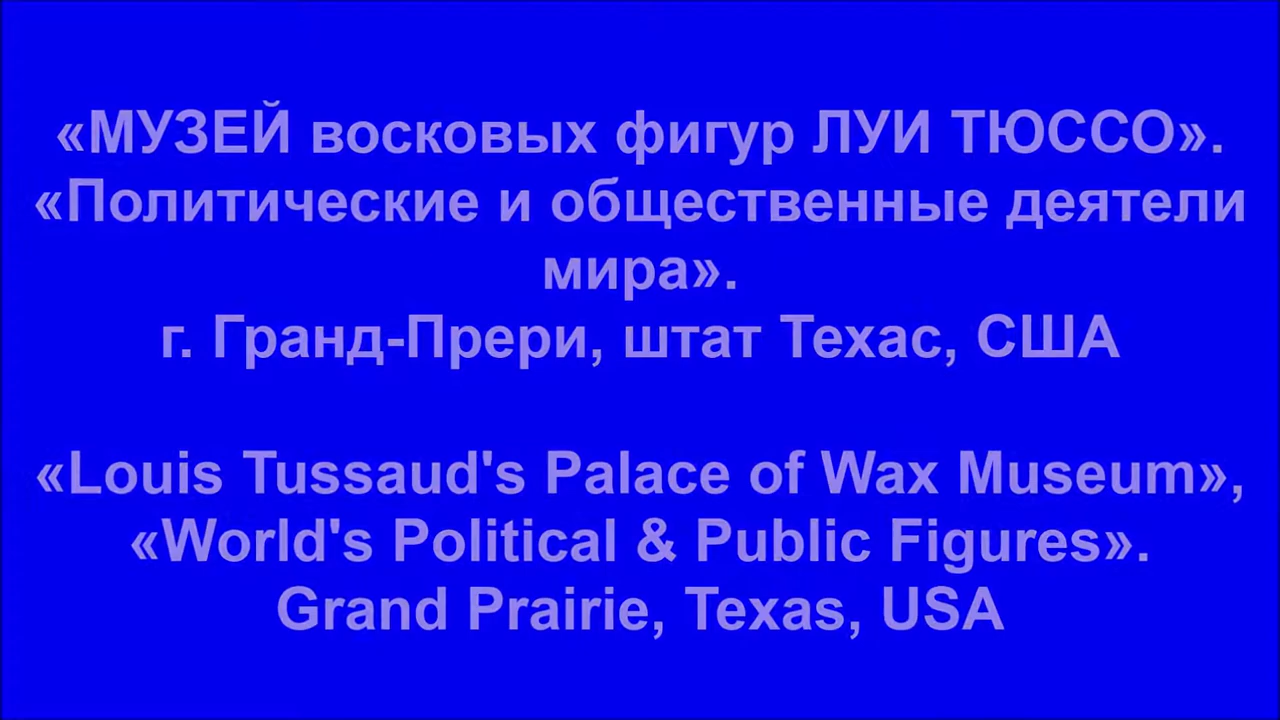 «МУЗЕЙ восковых фигур ЛУИ ТЮССО».
«Политические и общественные деятели
мира».
г. Гранд-Прери, штат Техас, США
«Louis Tussaud's Palace of Wax Museum»,
«World's Political & Public Figures».
Grand Prairie, Texas, USA